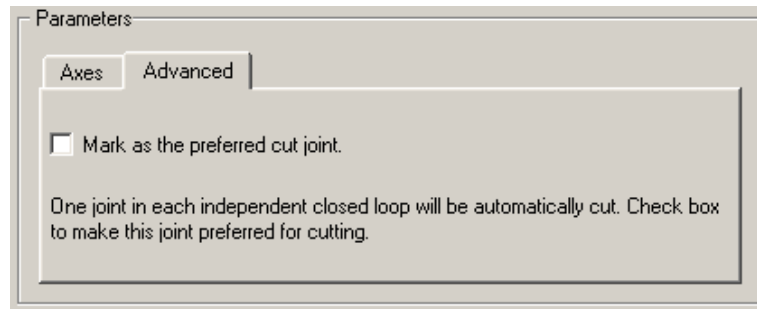 Parameters
Axes Advanced
Mark as the preferred cut joint.
One joint in each independent closed loop will be automatically cut. Check box
to make this joint preferred for cutting.